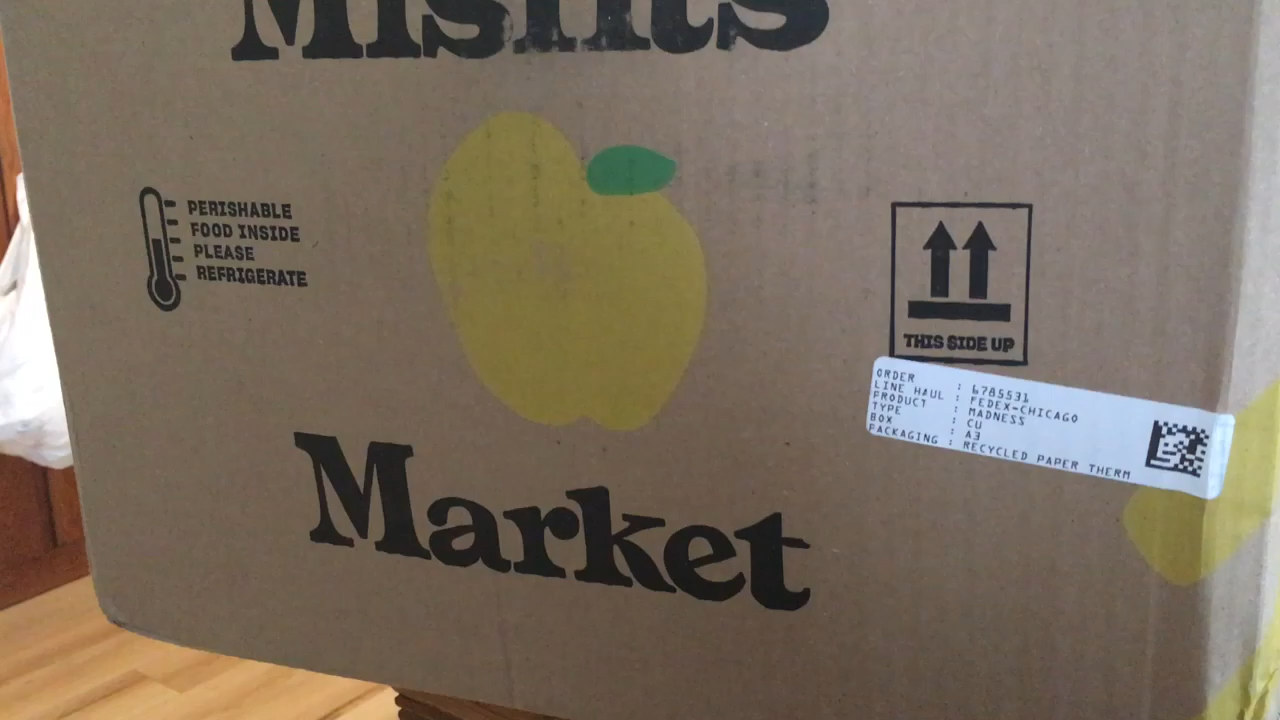 Misfits
PERISHABLE
FOOD INSIDE
PLEASE
REFRIGERATE
THIS SIDE UP
ORDER : 6785531
LINE HAUL : FEDEX-CHICAGO
PRODUCT : MADNESS
TYPE : CU
BOX : A3
PACKAGING : RECYCLED PAPER THERM
Market